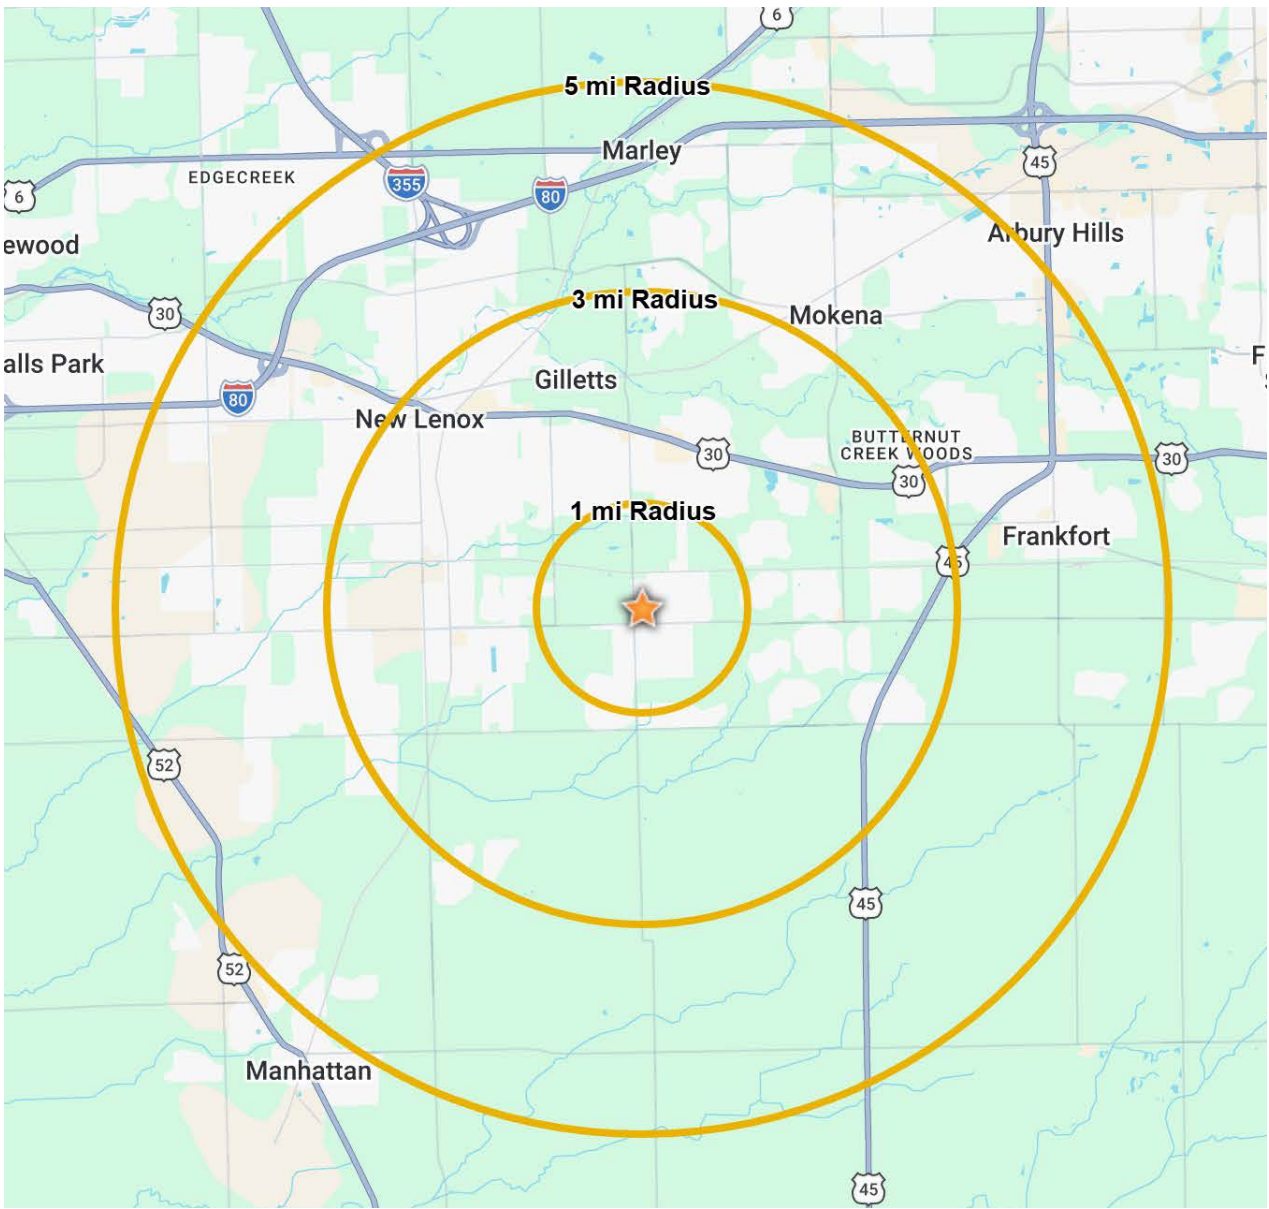 6
5 mi Radius
Marley
45
EDGECREEK
355
80
6
Arbury Hills
ewood
3 mi Radius
30
Mokena
alls Park
F
Gilletts
80
New Lenox
BUTTERNUT
CREEK WOODS
30
30
30
1 mi Radius
Frankfort
45
52
45
52
Manhattan
45